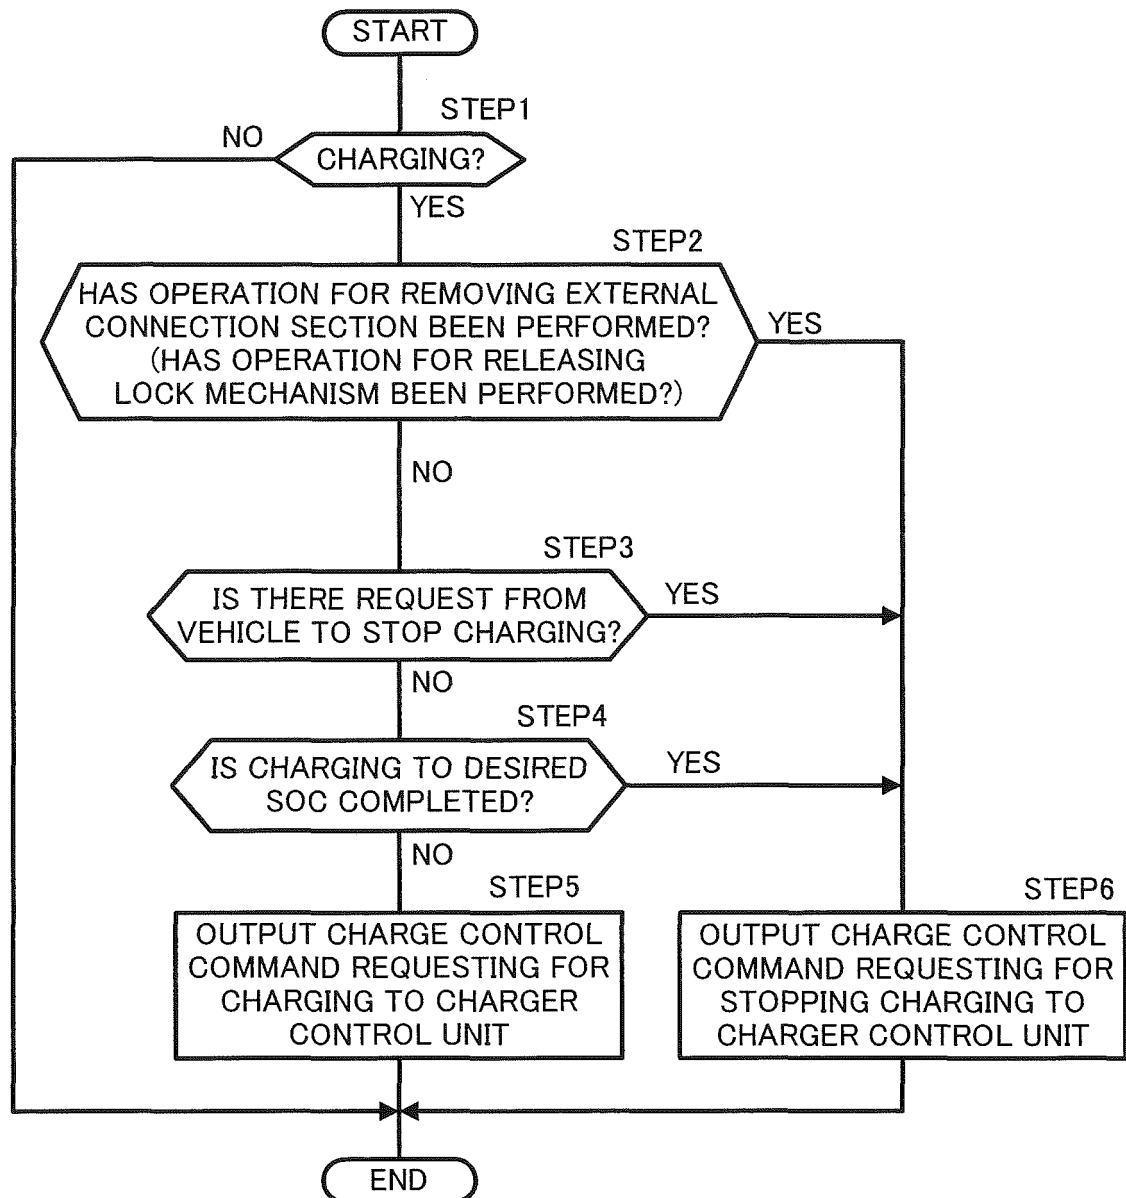 START
STEP1
NO
CHARGING?
YES
STEP2
HAS OPERATION FOR REMOVING EXTERNAL
CONNECTION SECTION BEEN PERFORMED?
(HAS OPERATION FOR RELEASING
LOCK MECHANISM BEEN PERFORMED?)
YES
NO
STEP3
IS THERE REQUEST FROM
VEHICLE TO STOP CHARGING?
YES
NO
STEP4
IS CHARGING TO DESIRED
SOC COMPLETED?
YES
NO
STEP5
OUTPUT CHARGE CONTROL
COMMAND REQUESTING FOR
CHARGING TO CHARGER
CONTROL UNIT
STEP6
OUTPUT CHARGE CONTROL
COMMAND REQUESTING FOR
STOPPING CHARGING TO
CHARGER CONTROL UNIT
END